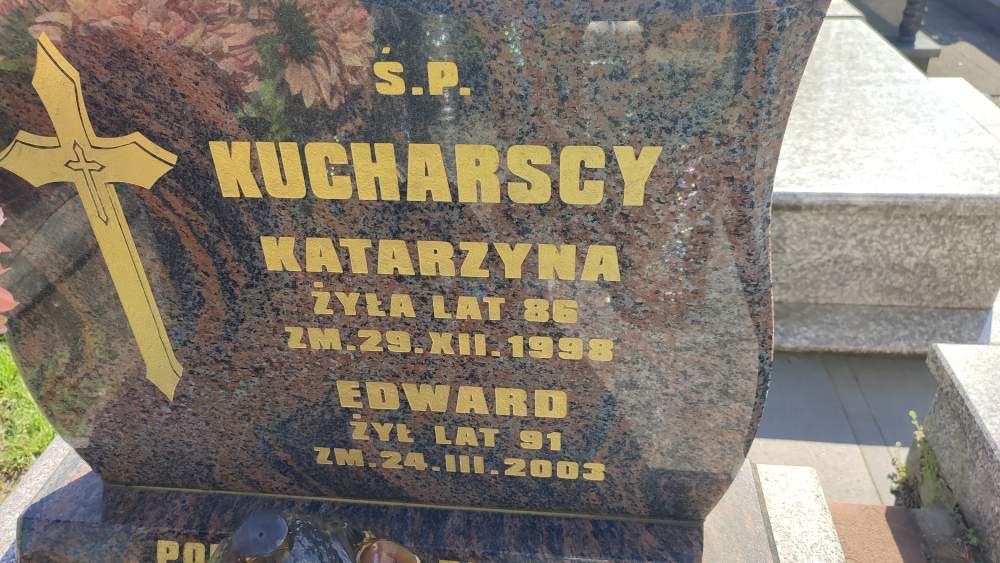 Ś.P.
KUCHARSCY
KATARZYNA
ŻYŁA LAT 86
ZM.29.XII.1998
EDWARD
ŻYŁ LAT 91
ZM.24.III.2003